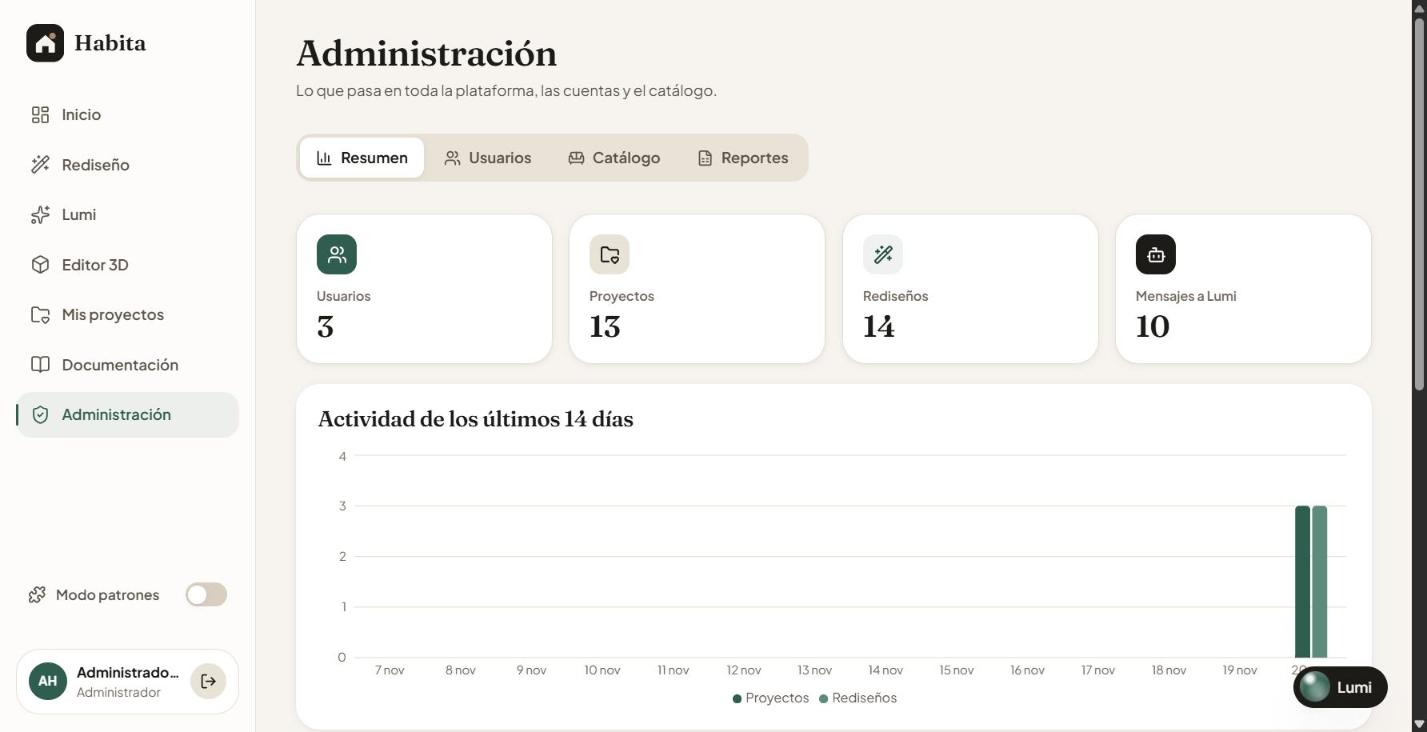 Habita
Inicio
Rediseño
Lumi
Editor 3D
Mis proyectos
Documentación
Administración
Modo patrones
AH
Administrado...
Administrador
Administración
Lo que pasa en toda la plataforma, las cuentas y el catálogo.
Resumen Usuarios Catálogo Reportes
Usuarios
3
Proyectos
13
Rediseños
14
Mensajes a Lumi
10
Actividad de los últimos 14 días
4
3
2
1
0
7 nov 8 nov 9 nov 10 nov 11 nov 12 nov 13 nov 14 nov 15 nov 16 nov 17 nov 18 nov 19 nov
Proyectos Rediseños
Lumi